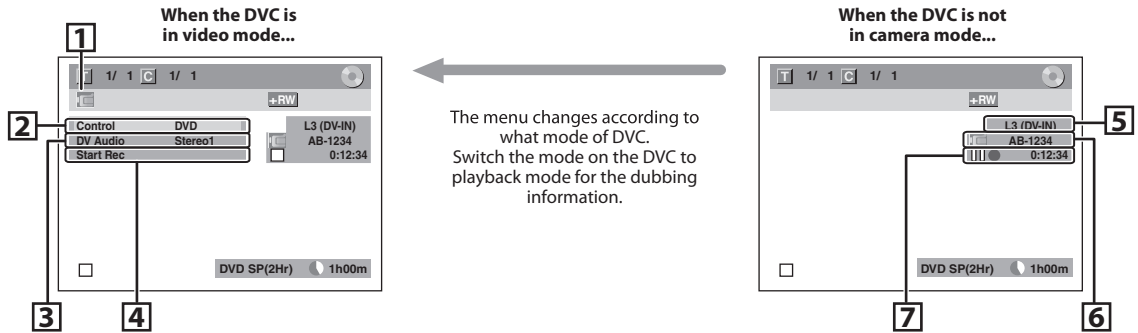 When the DVC is
in video mode...
1
T 1/ 1 C 1/ 1
+RW
2
Control DVD
DV Audio Stereo1
Start Rec
L3 (DV-IN)
AB-1234
0:12:34
DVD SP(2Hr) 1h00m
3
4
The menu changes according to
what mode of DVC.
Switch the mode on the DVC to
playback mode for the dubbing
information.
When the DVC is not
in camera mode...
T 1/ 1 C 1/ 1
+RW
L3 (DV-IN)
5
AB-1234
0:12:34
DVD SP(2Hr) 1h00m
7
6